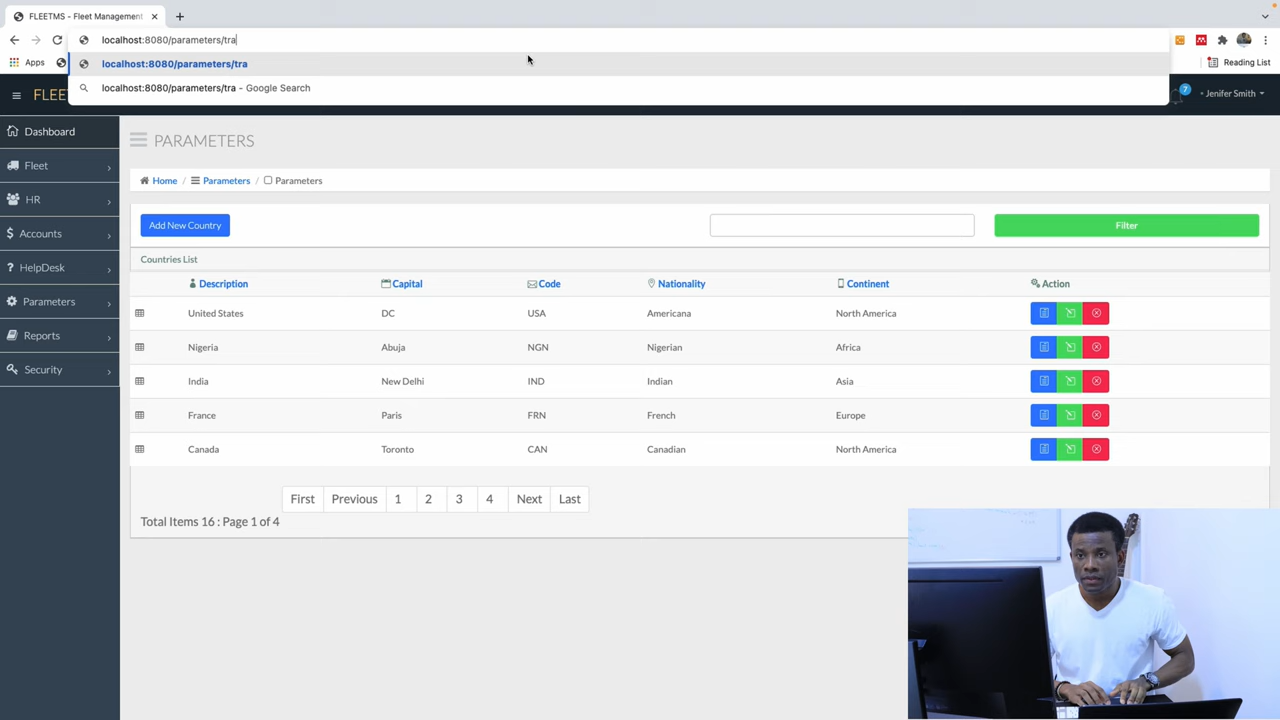 FLEETMS - Fleet Management
localhost:8080/parameters/tra
localhost:8080/parameters/tra
localhost:8080/parameters/tra - Google Search
Apps
Reading List
FLEE
7
Jenifer Smith
Dashboard
Fleet
HR
Accounts
HelpDesk
Parameters
Reports
Security
PARAMETERS
Home / Parameters / Parameters
Add New Country
Filter
Countries List
Description Capital Code Nationality Continent Action
United States DC USA Americana North America
Nigeria Abuja NGN Nigerian Africa
India New Delhi IND Indian Asia
France Paris FRN French Europe
Canada Toronto CAN Canadian North America
First Previous 1 2 3 4 Next Last
Total Items 16 : Page 1 of 4